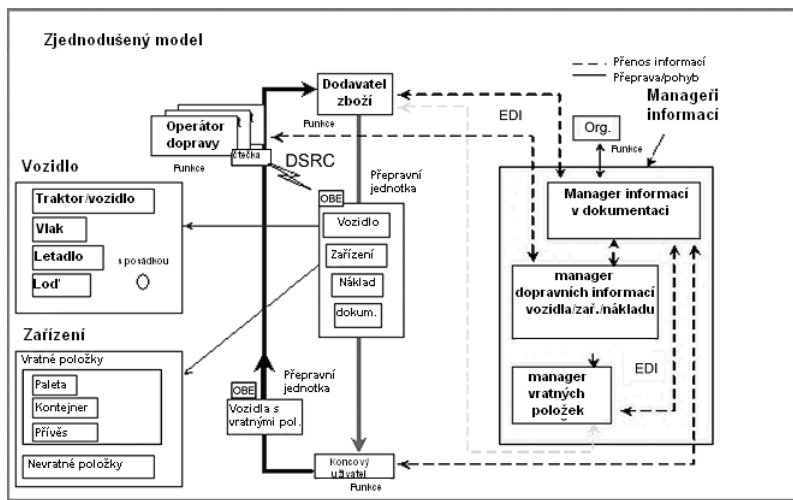 Zjednodušený model
Přenos informací
Přeprava/pohyb
Manageři
informací
Dodavatel
zboží
Funkce
EDI
Org.
Funkce
Operátor
dopravy
čtečka
Funkce
DSRC
Přepravní
jednotka
OBE
Vozidlo
Zařízení
Náklad
dokum.
Vozidlo
Traktor/vozidlo
Vlak
Letadlo
Loď
s posádkou
Manager informací
v dokumentaci
manager
dopravních informací
vozidla/zař./nákladu
EDI
manager
vratných
položek
Zařízení
Vratné položky
Paleta
Kontejner
Přívěs
Nevratné položky
Přepravní
jednotka
OBE
Vozidla s
vratnými pol.
Koncový
uživatel
Funkce